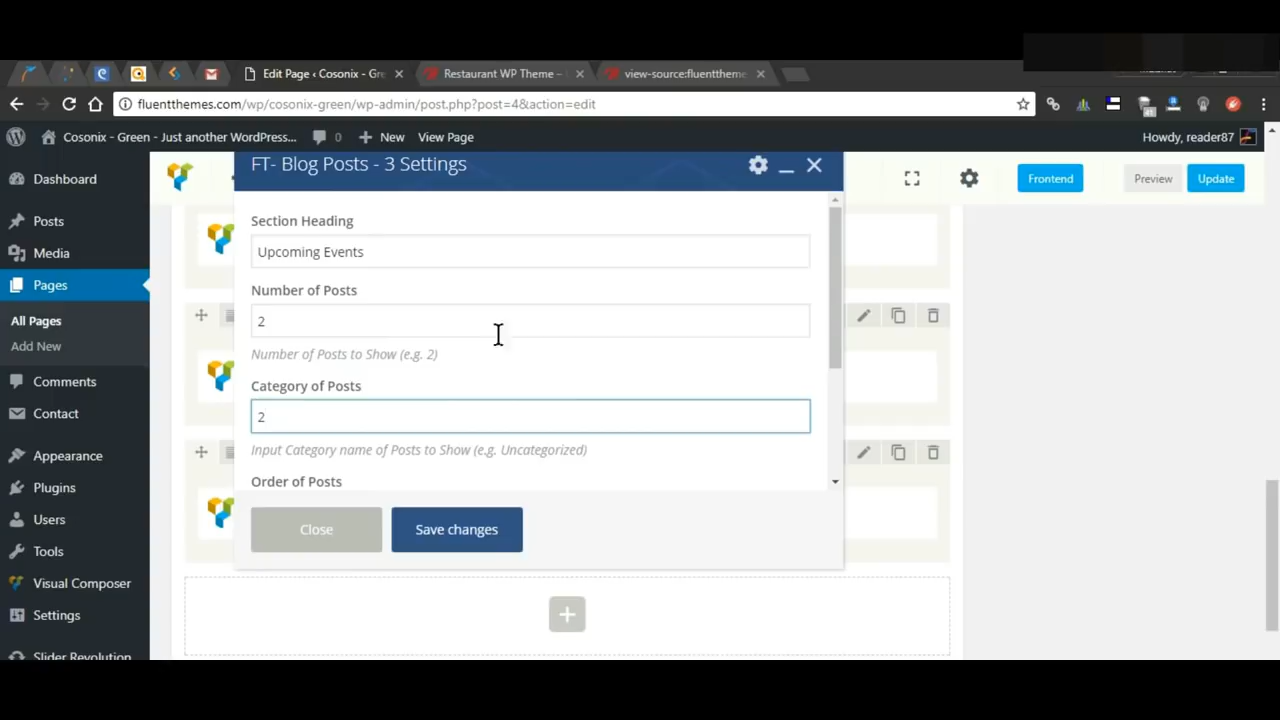 Edit Page ‹ Cosonix - Gre
Restaurant WP Theme –
view-source:fluenttheme
fluentthemes.com/wp/cosonix-green/wp-admin/post.php?post=4&action=edit
Cosonix - Green - Just another WordPress...
0
New
View Page
Howdy, reader87
Dashboard
Posts
Media
Pages
All Pages
Add New
Comments
Contact
Appearance
Plugins
Users
Tools
Visual Composer
Settings
Slider Revolution
FT- Blog Posts - 3 Settings
Frontend
Preview
Update
Section Heading
Upcoming Events
Number of Posts
2
Number of Posts to Show (e.g. 2)
Category of Posts
2
Input Category name of Posts to Show (e.g. Uncategorized)
Order of Posts
Close
Save changes